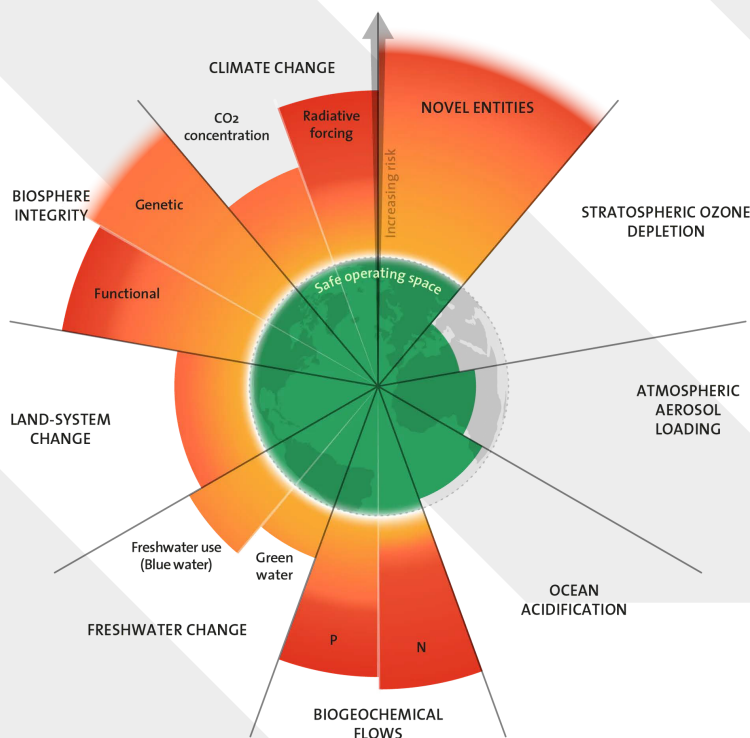 CLIMATE CHANGE
CO2
concentration
Radiative
forcing
NOVEL ENTITIES
Increasing risk
BIOSPHERE
INTEGRITY
Genetic
Functional
STRATOSPHERIC OZONE
DEPLETION
Safe operating space
LAND-SYSTEM
CHANGE
ATMOSPHERIC
AEROSOL
LOADING
Freshwater use
(Blue water)
Green
water
FRESHWATER CHANGE
P
N
OCEAN
ACIDIFICATION
BIOGEOCHEMICAL
FLOWS